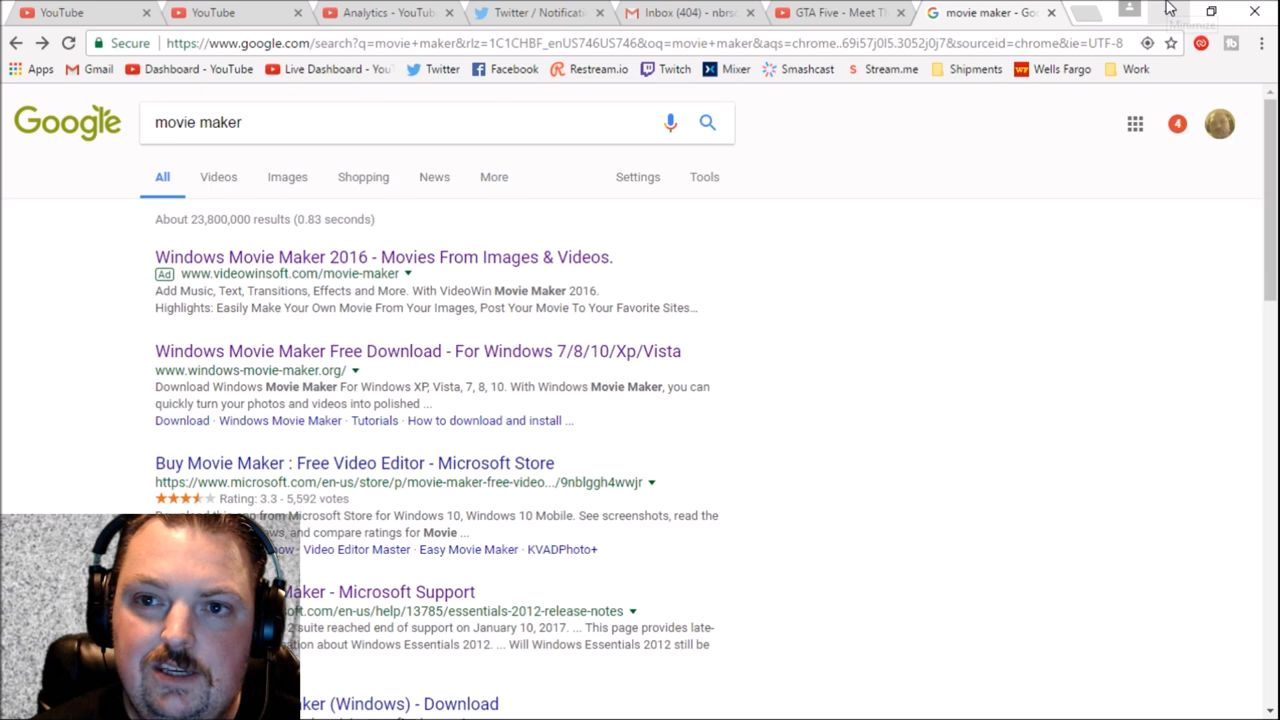 YouTube
YouTube
Analytics - YouTub
Twitter / Notificati
Inbox (404) - nbrsc
GTA Five - Meet Th
movie maker - Goo
Minimize
Secure
https://www.google.com/search?q=movie+maker&rlz=1C1CHBF_enUS746US746&oq=movie+maker&aqs=chrome..69i57j0l5.3052j0j7&sourceid=chrome&ie=UTF-8
Apps
Gmail
Dashboard - YouTube
Live Dashboard - You
Twitter
Facebook
Restream.io
Twitch
Mixer
Smashcast
Stream.me
Shipments
Wells Fargo
Work
Google
movie maker
4
All
Videos
Images
Shopping
News
More
Settings
Tools
About 23,800,000 results (0.83 seconds)
Windows Movie Maker 2016 - Movies From Images & Videos.
Ad www.videowinsoft.com/movie-maker
Add Music, Text, Transitions, Effects and More. With VideoWin Movie Maker 2016.
Highlights: Easily Make Your Own Movie From Your Images, Post Your Movie To Your Favorite Sites...
Windows Movie Maker Free Download - For Windows 7/8/10/Xp/Vista
www.windows-movie-maker.org/
Download Windows Movie Maker For Windows XP, Vista, 7, 8, 10. With Windows Movie Maker, you can
quickly turn your photos and videos into polished ...
Download · Windows Movie Maker · Tutorials · How to download and install ...
Buy Movie Maker : Free Video Editor - Microsoft Store
https://www.microsoft.com/en-us/store/p/movie-maker-free-video.../9nblggh4wwjr
Rating: 3.3 - 5,592 votes
from Microsoft Store for Windows 10, Windows 10 Mobile. See screenshots, read the
and compare ratings for Movie ...
Video Editor Master · Easy Movie Maker · KVADPhoto+
Maker - Microsoft Support
.com/en-us/help/13785/essentials-2012-release-notes
suite reached end of support on January 10, 2017. ... This page provides late-
about Windows Essentials 2012. ... Will Windows Essentials 2012 still be
(Windows) - Download